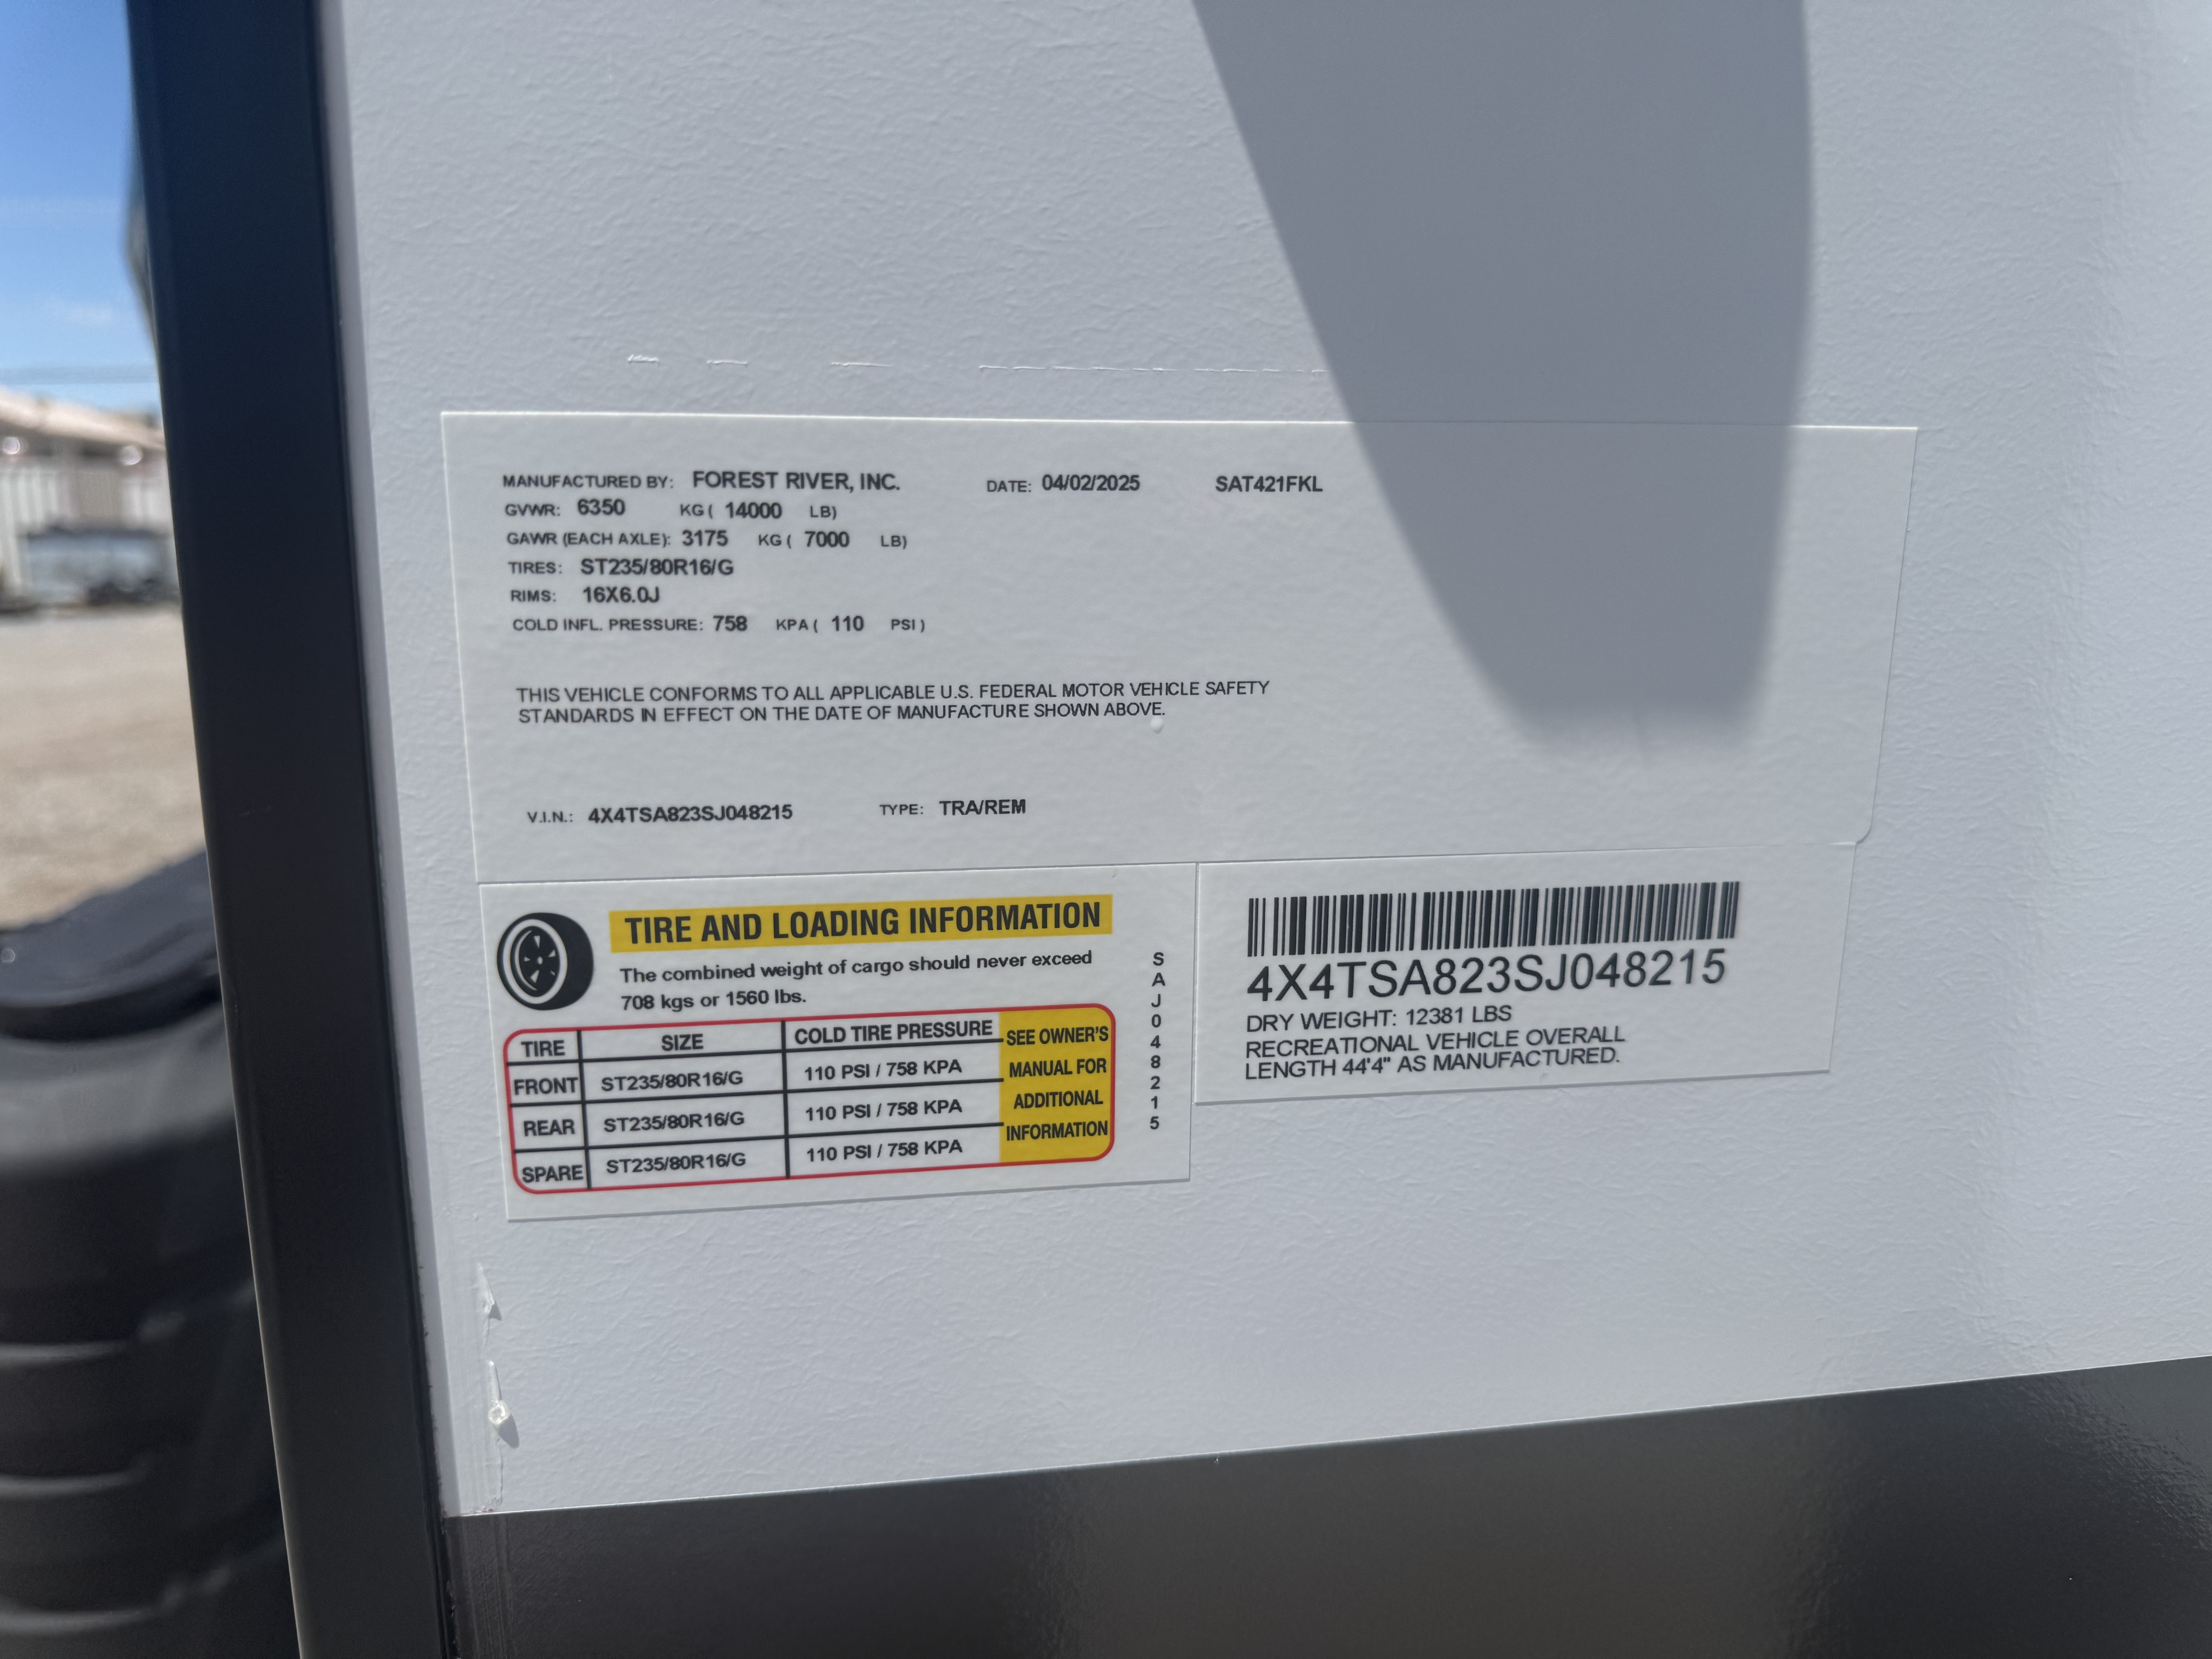 MANUFACTURED BY: FOREST RIVER, INC. DATE: 04/02/2025 SAT421FKL
GVWR: 6350 KG ( 14000 LB)
GAWR (EACH AXLE): 3175 KG ( 7000 LB)
TIRES: ST235/80R16/G
RIMS: 16X6.0J
COLD INFL. PRESSURE: 758 KPA ( 110 PSI )
THIS VEHICLE CONFORMS TO ALL APPLICABLE U.S. FEDERAL MOTOR VEHICLE SAFETY
STANDARDS IN EFFECT ON THE DATE OF MANUFACTURE SHOWN ABOVE.
V.I.N.: 4X4TSA823SJ048215 TYPE: TRA/REM
TIRE AND LOADING INFORMATION
The combined weight of cargo should never exceed
708 kgs or 1560 lbs.
TIRE SIZE COLD TIRE PRESSURE
FRONT ST235/80R16/G 110 PSI / 758 KPA
REAR ST235/80R16/G 110 PSI / 758 KPA
SPARE ST235/80R16/G 110 PSI / 758 KPA
SEE OWNER'S
MANUAL FOR
ADDITIONAL
INFORMATION
S
A
J
0
4
8
2
1
5
4X4TSA823SJ048215
DRY WEIGHT: 12381 LBS
RECREATIONAL VEHICLE OVERALL
LENGTH 44'4" AS MANUFACTURED.